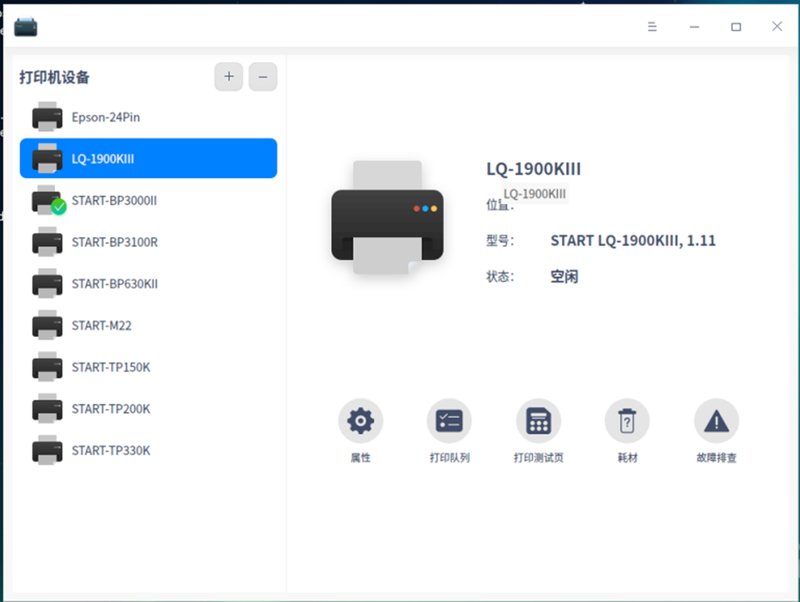 打印机设备
Epson-24Pin
LQ-1900KIII
START-BP3000II
START-BP3100R
START-BP630KII
START-M22
START-TP150K
START-TP200K
START-TP330K
LQ-1900KIII
LQ-1900KIII
位置：
型号： START LQ-1900KIII, 1.11
状态： 空闲
属性 打印队列 打印测试页 耗材 故障排查